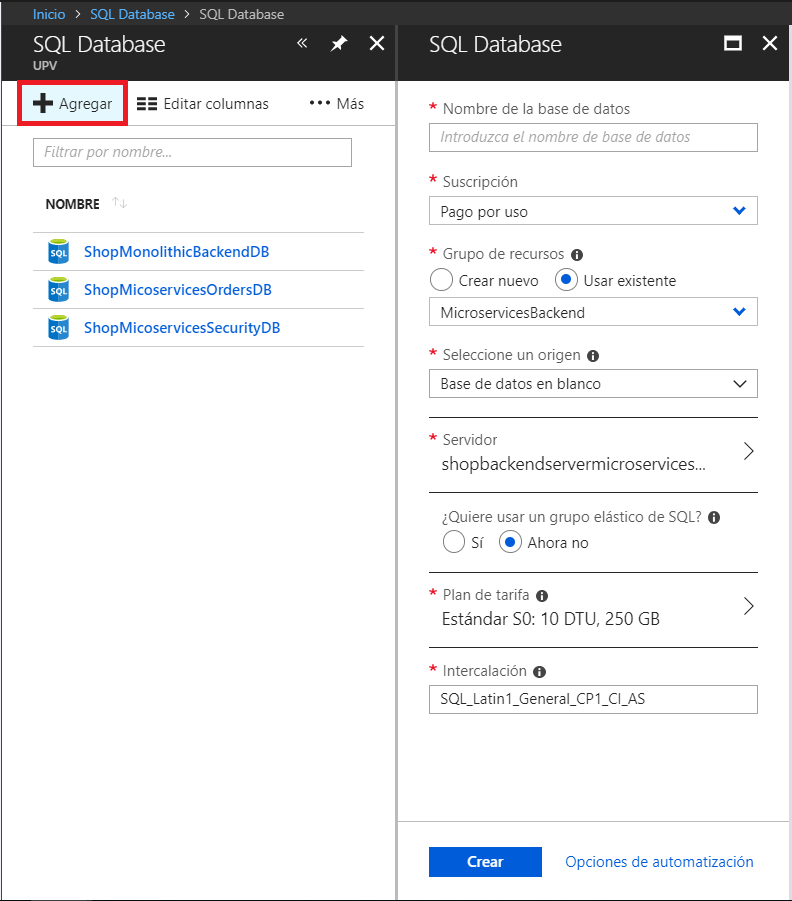 Inicio > SQL Database > SQL Database
SQL Database
UPV
Agregar
Editar columnas
Más
Filtrar por nombre...
NOMBRE
SQL ShopMonolithicBackendDB
SQL ShopMicoservicesOrdersDB
SQL ShopMicoservicesSecurityDB
SQL Database
* Nombre de la base de datos
Introduzca el nombre de base de datos
* Suscripción
Pago por uso
* Grupo de recursos
Crear nuevo Usar existente
MicroservicesBackend
* Seleccione un origen
Base de datos en blanco
* Servidor
shopbackendservermicroservices...
¿Quiere usar un grupo elástico de SQL?
Sí Ahora no
* Plan de tarifa
Estándar S0: 10 DTU, 250 GB
* Intercalación
SQL_Latin1_General_CP1_CI_AS
Crear
Opciones de automatización